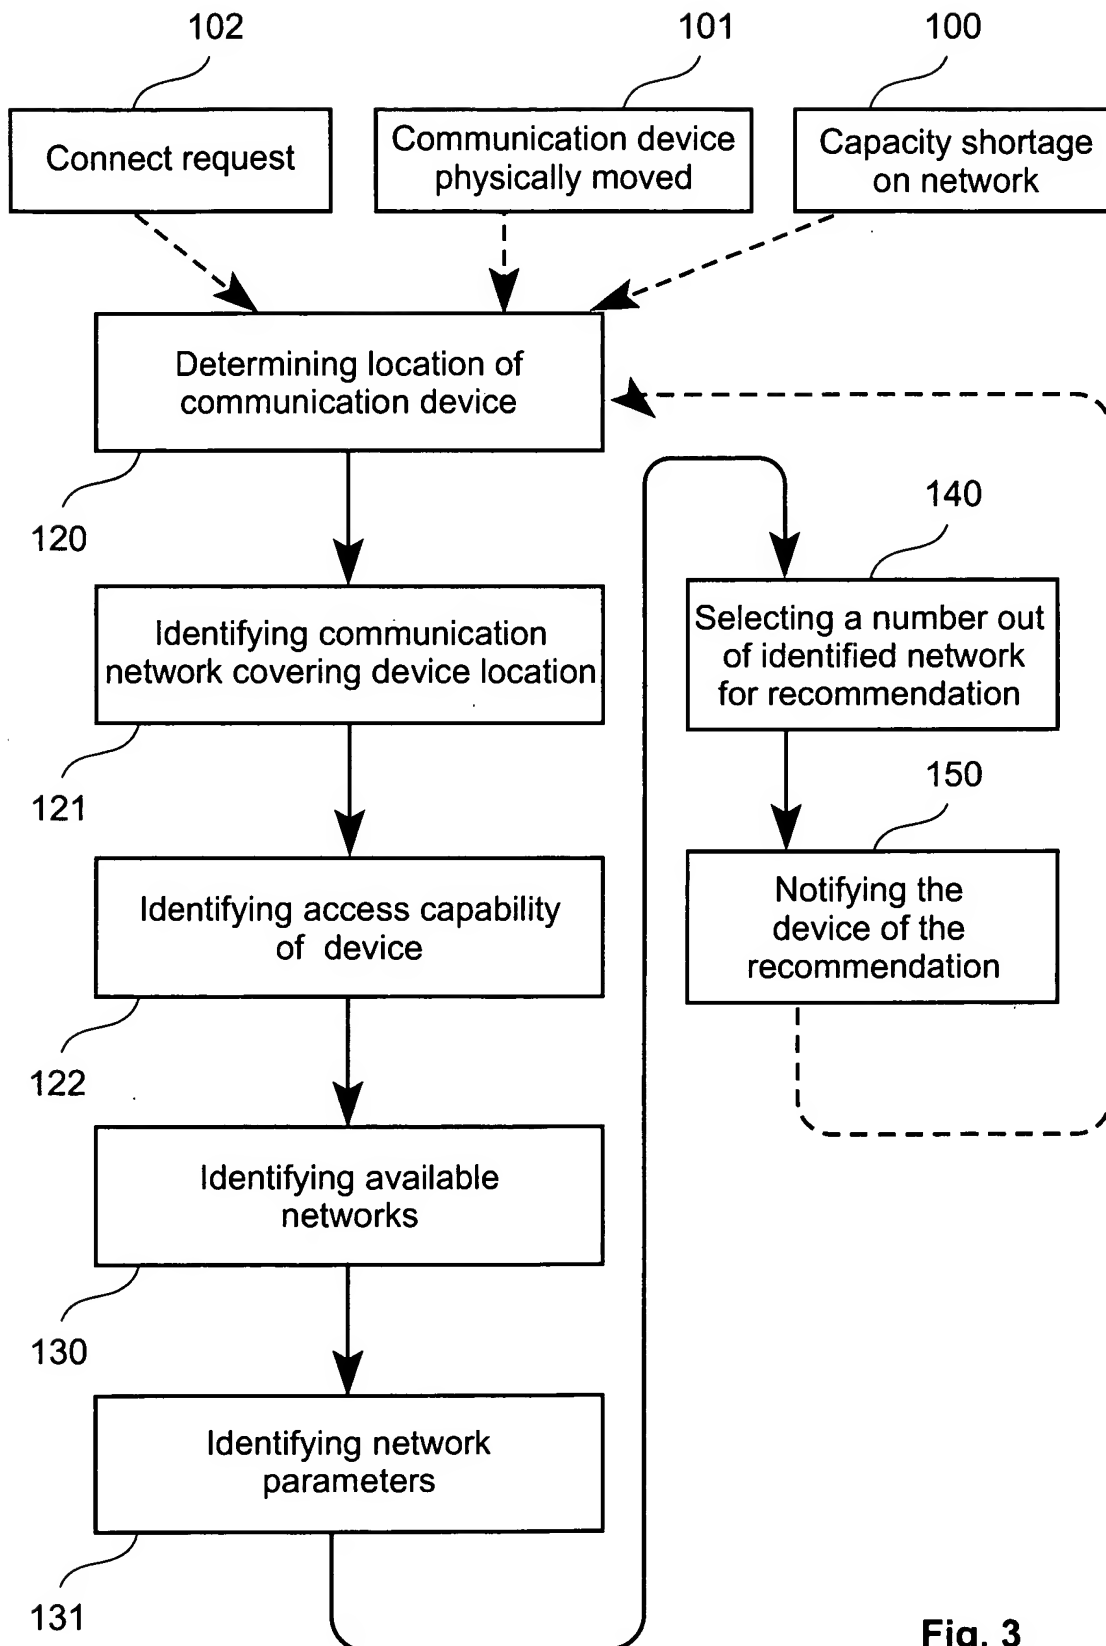 102
101
100
Connect request
Communication device
physically moved
Capacity shortage
on network
Determining location of
communication device
120
140
Identifying communication
network covering device location
Selecting a number out
of identified network
for recommendation
121
150
Identifying access capability
of device
Notifying the
device of the
recommendation
122
Identifying available
networks
130
Identifying network
parameters
131
Fig. 3